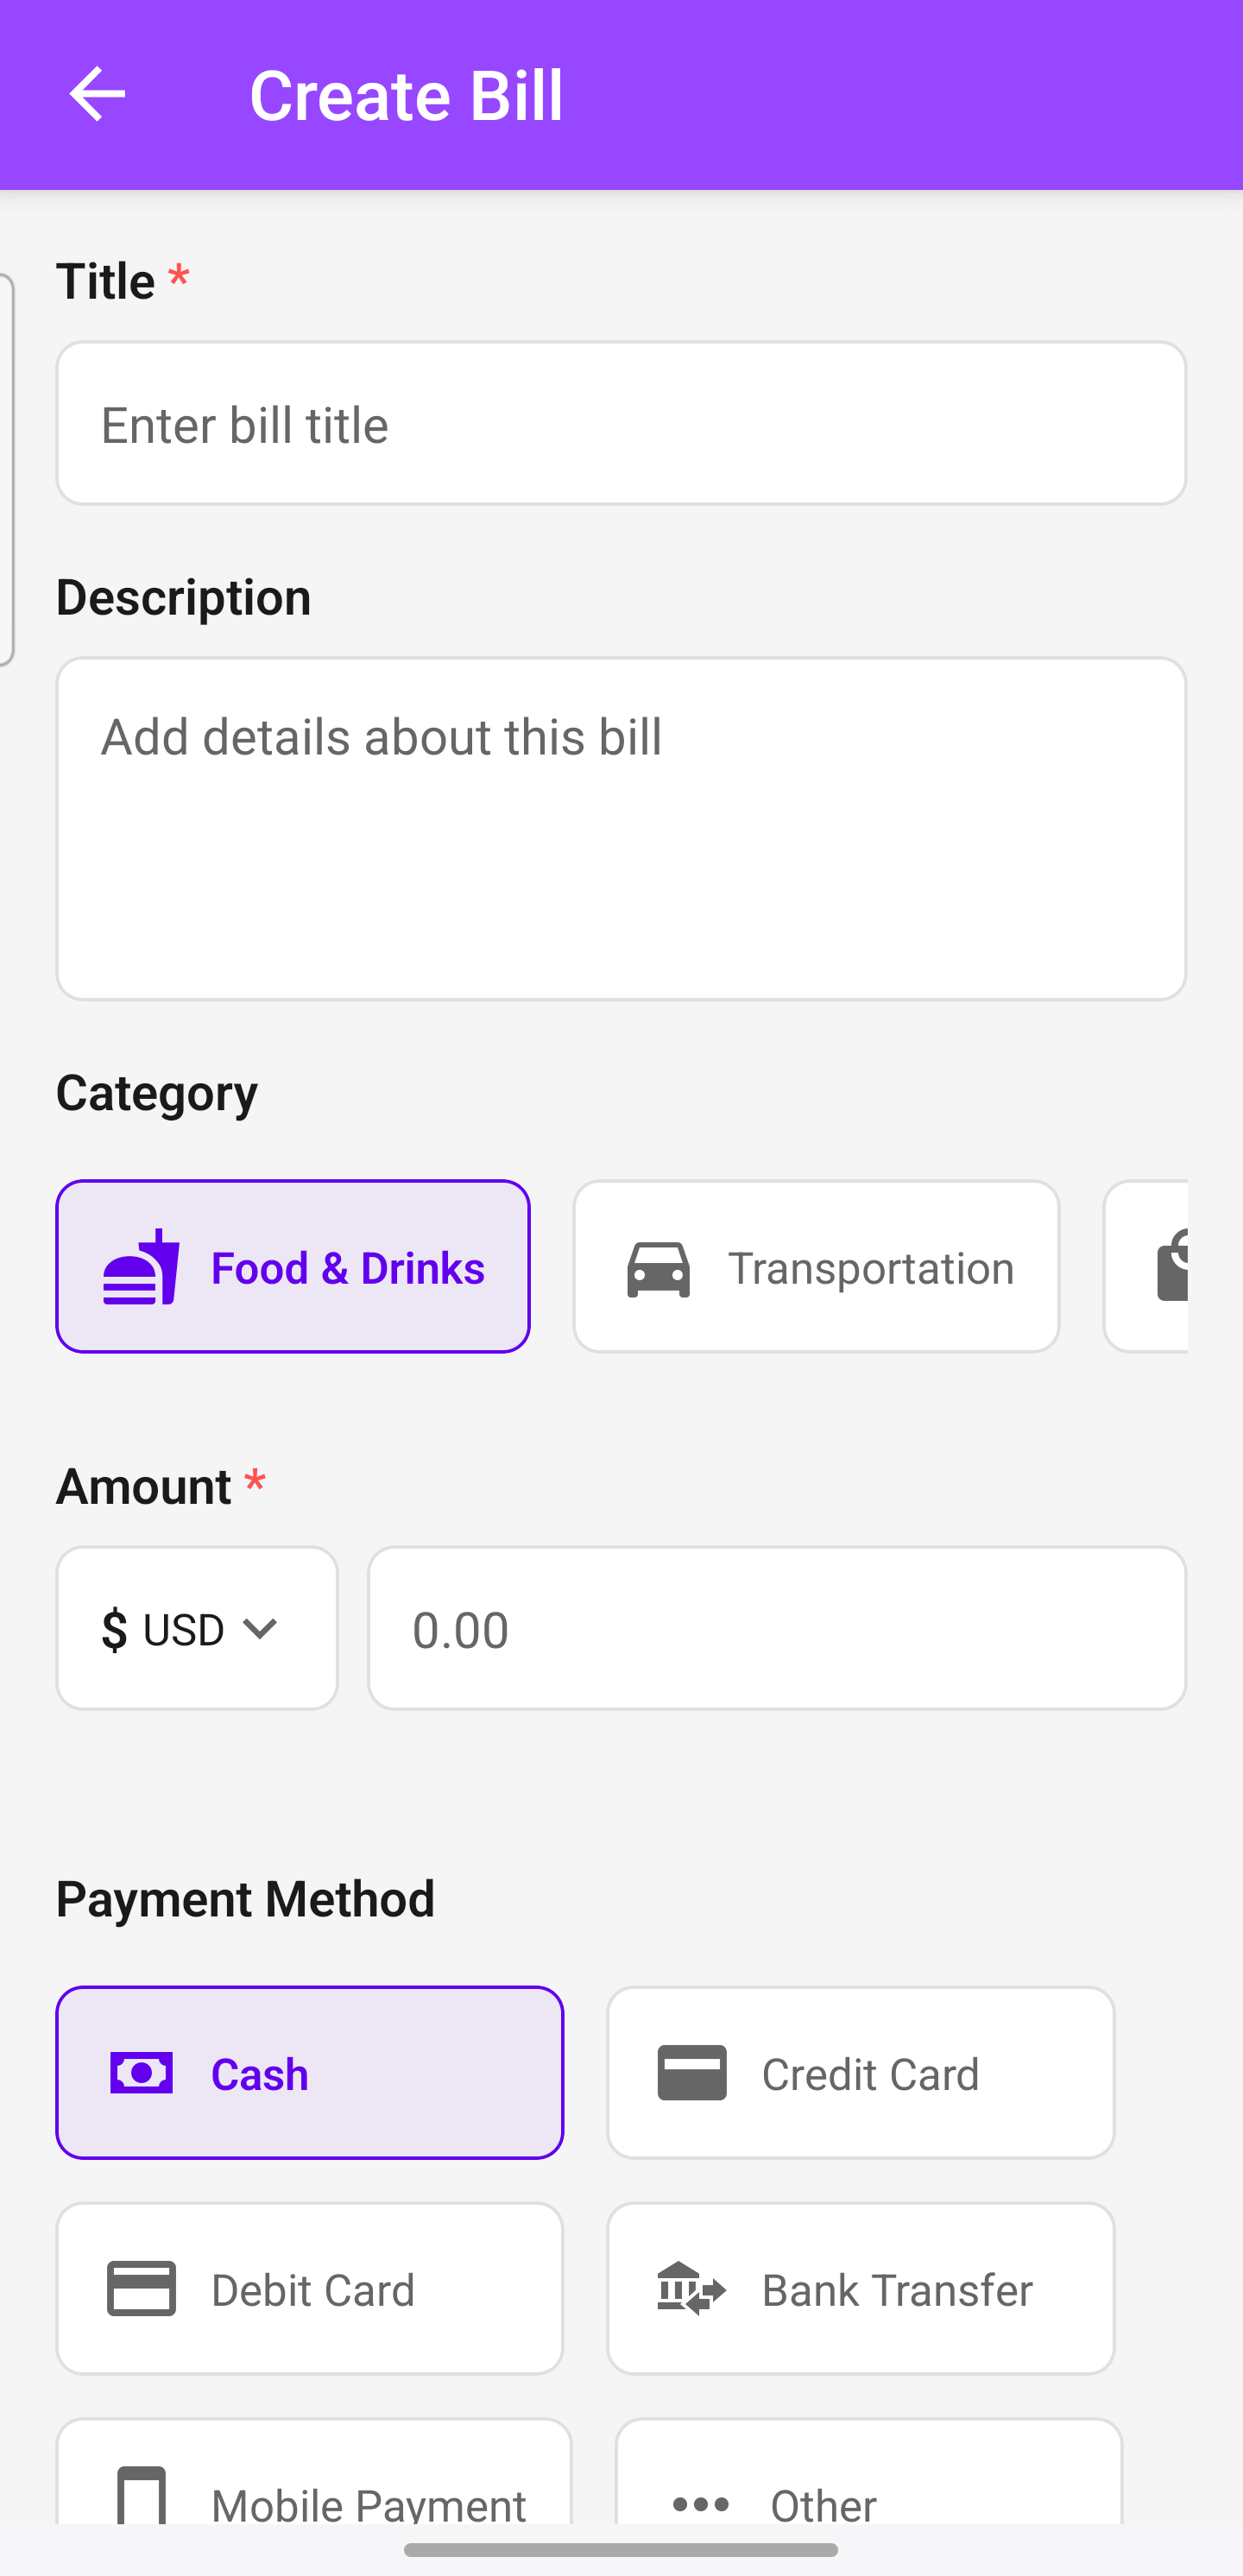 Create Bill
Title *
Enter bill title
Description
Add details about this bill
Category
Food & Drinks Transportation
Amount *
$ USD 0.00
Payment Method
Cash Credit Card
Debit Card Bank Transfer
Mobile Payment Other